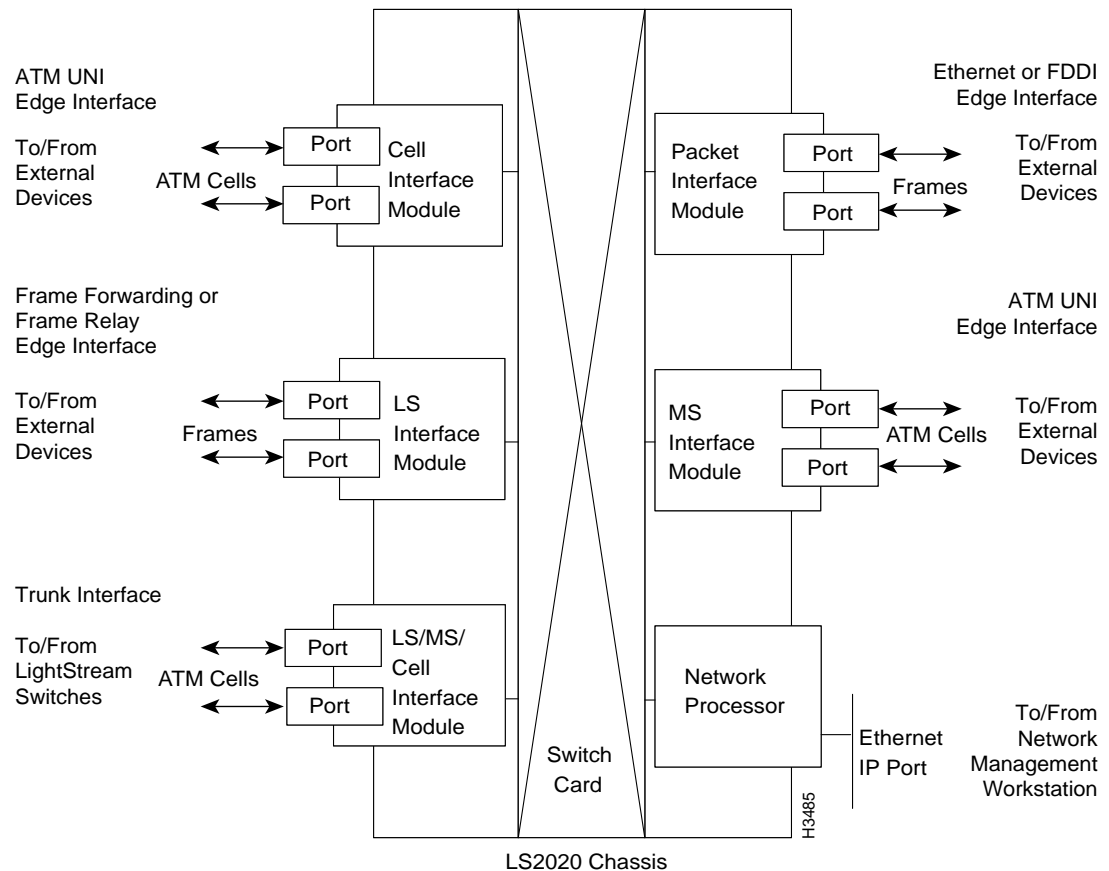 ATM UNI
Edge Interface
To/From
External
Devices
ATM Cells
Port
Port
Cell
Interface
Module
Frame Forwarding or
Frame Relay
Edge Interface
To/From
External
Devices
Frames
Port
Port
LS
Interface
Module
Trunk Interface
To/From
LightStream
Switches
ATM Cells
Port
Port
LS/MS/
Cell
Interface
Module
Switch
Card
Ethernet or FDDI
Edge Interface
Packet
Interface
Module
Port
Port
Frames
To/From
External
Devices
ATM UNI
Edge Interface
MS
Interface
Module
Port
Port
ATM Cells
To/From
External
Devices
Network
Processor
Ethernet
IP Port
To/From
Network
Management
Workstation
H3485
LS2020 Chassis